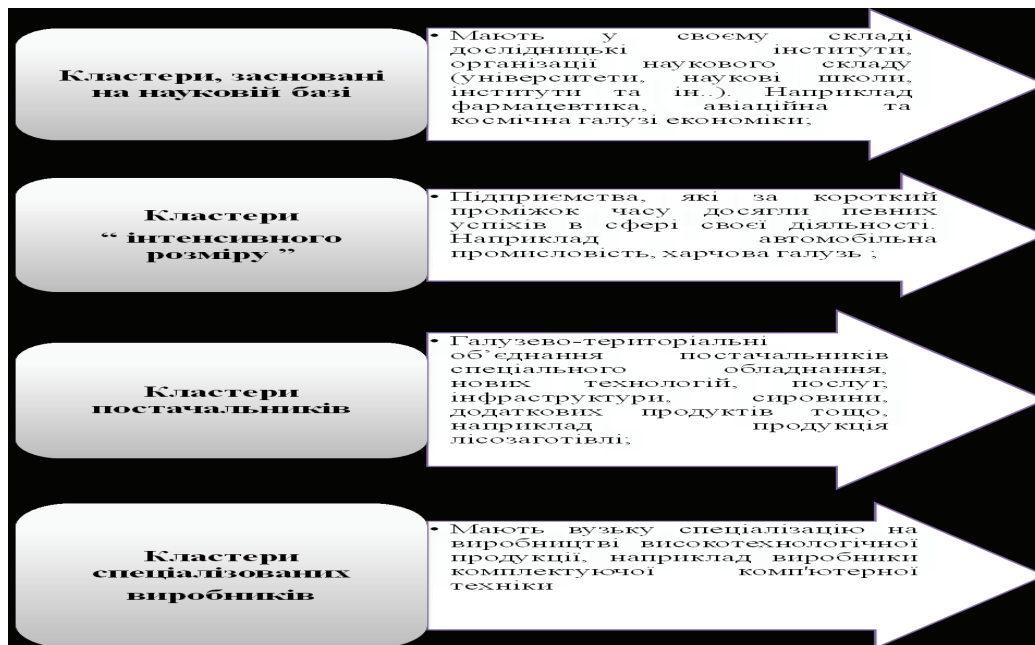 Кластери, засновані
на науковій базі
• Мають у своєму складі
дослідницькі інститути,
організації наукового складу
(університети, наукові школи,
інститути та ін..). Наприклад
фармацевтика, авіаційна та
космічна галузі економіки;
Кластери
“ інтенсивного
розміру ”
• Підприємства, які за короткий
проміжок часу досягли певних
успіхів в сфері своєї діяльності.
Наприклад автомобільна
промисловість, харчова галузь ;
Кластери
постачальників
• Галузево-територіальні
об’єднання постачальників
спеціального обладнання,
нових технологій, послуг,
інфраструктури, сировини,
додаткових продуктів тощо,
наприклад продукція
лісозаготівлі;
Кластери
спеціалізованих
виробників
• Мають вузьку спеціалізацію на
виробництві високотехнологічної
продукції, наприклад виробники
комплектуючої комп'ютерної
техніки